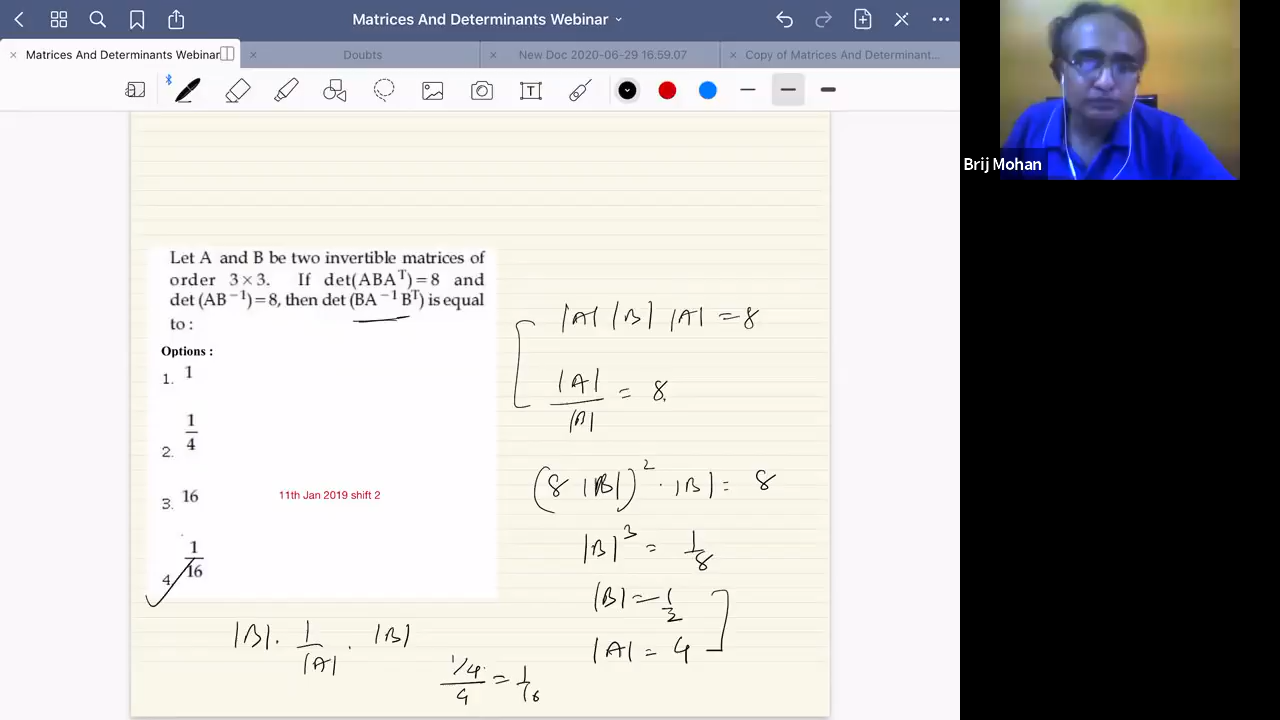 Matrices And Determinants Webinar
Matrices And Determinants Webinar
Doubts
New Doc 2020-06-29 16.59.07
Copy of Matrices And Determinant...
T
Brij Mohan
Let A and B be two invertible matrices of
order 3×3. If det(ABAᵀ)=8 and
det (AB⁻¹)=8, then det (BA⁻¹Bᵀ) is equal
to :
Options :
1. 1
2. 1/4
3. 16
4. 1/16
11th Jan 2019 shift 2
|A| |B| |A| = 8
|A|/|B| = 8.
(8 |B|)² · |B| = 8
|B|³ = 1/8
|B| = 1/2
|A| = 4
|B| · 1/|A| · |B|
1/4/4 = 1/16